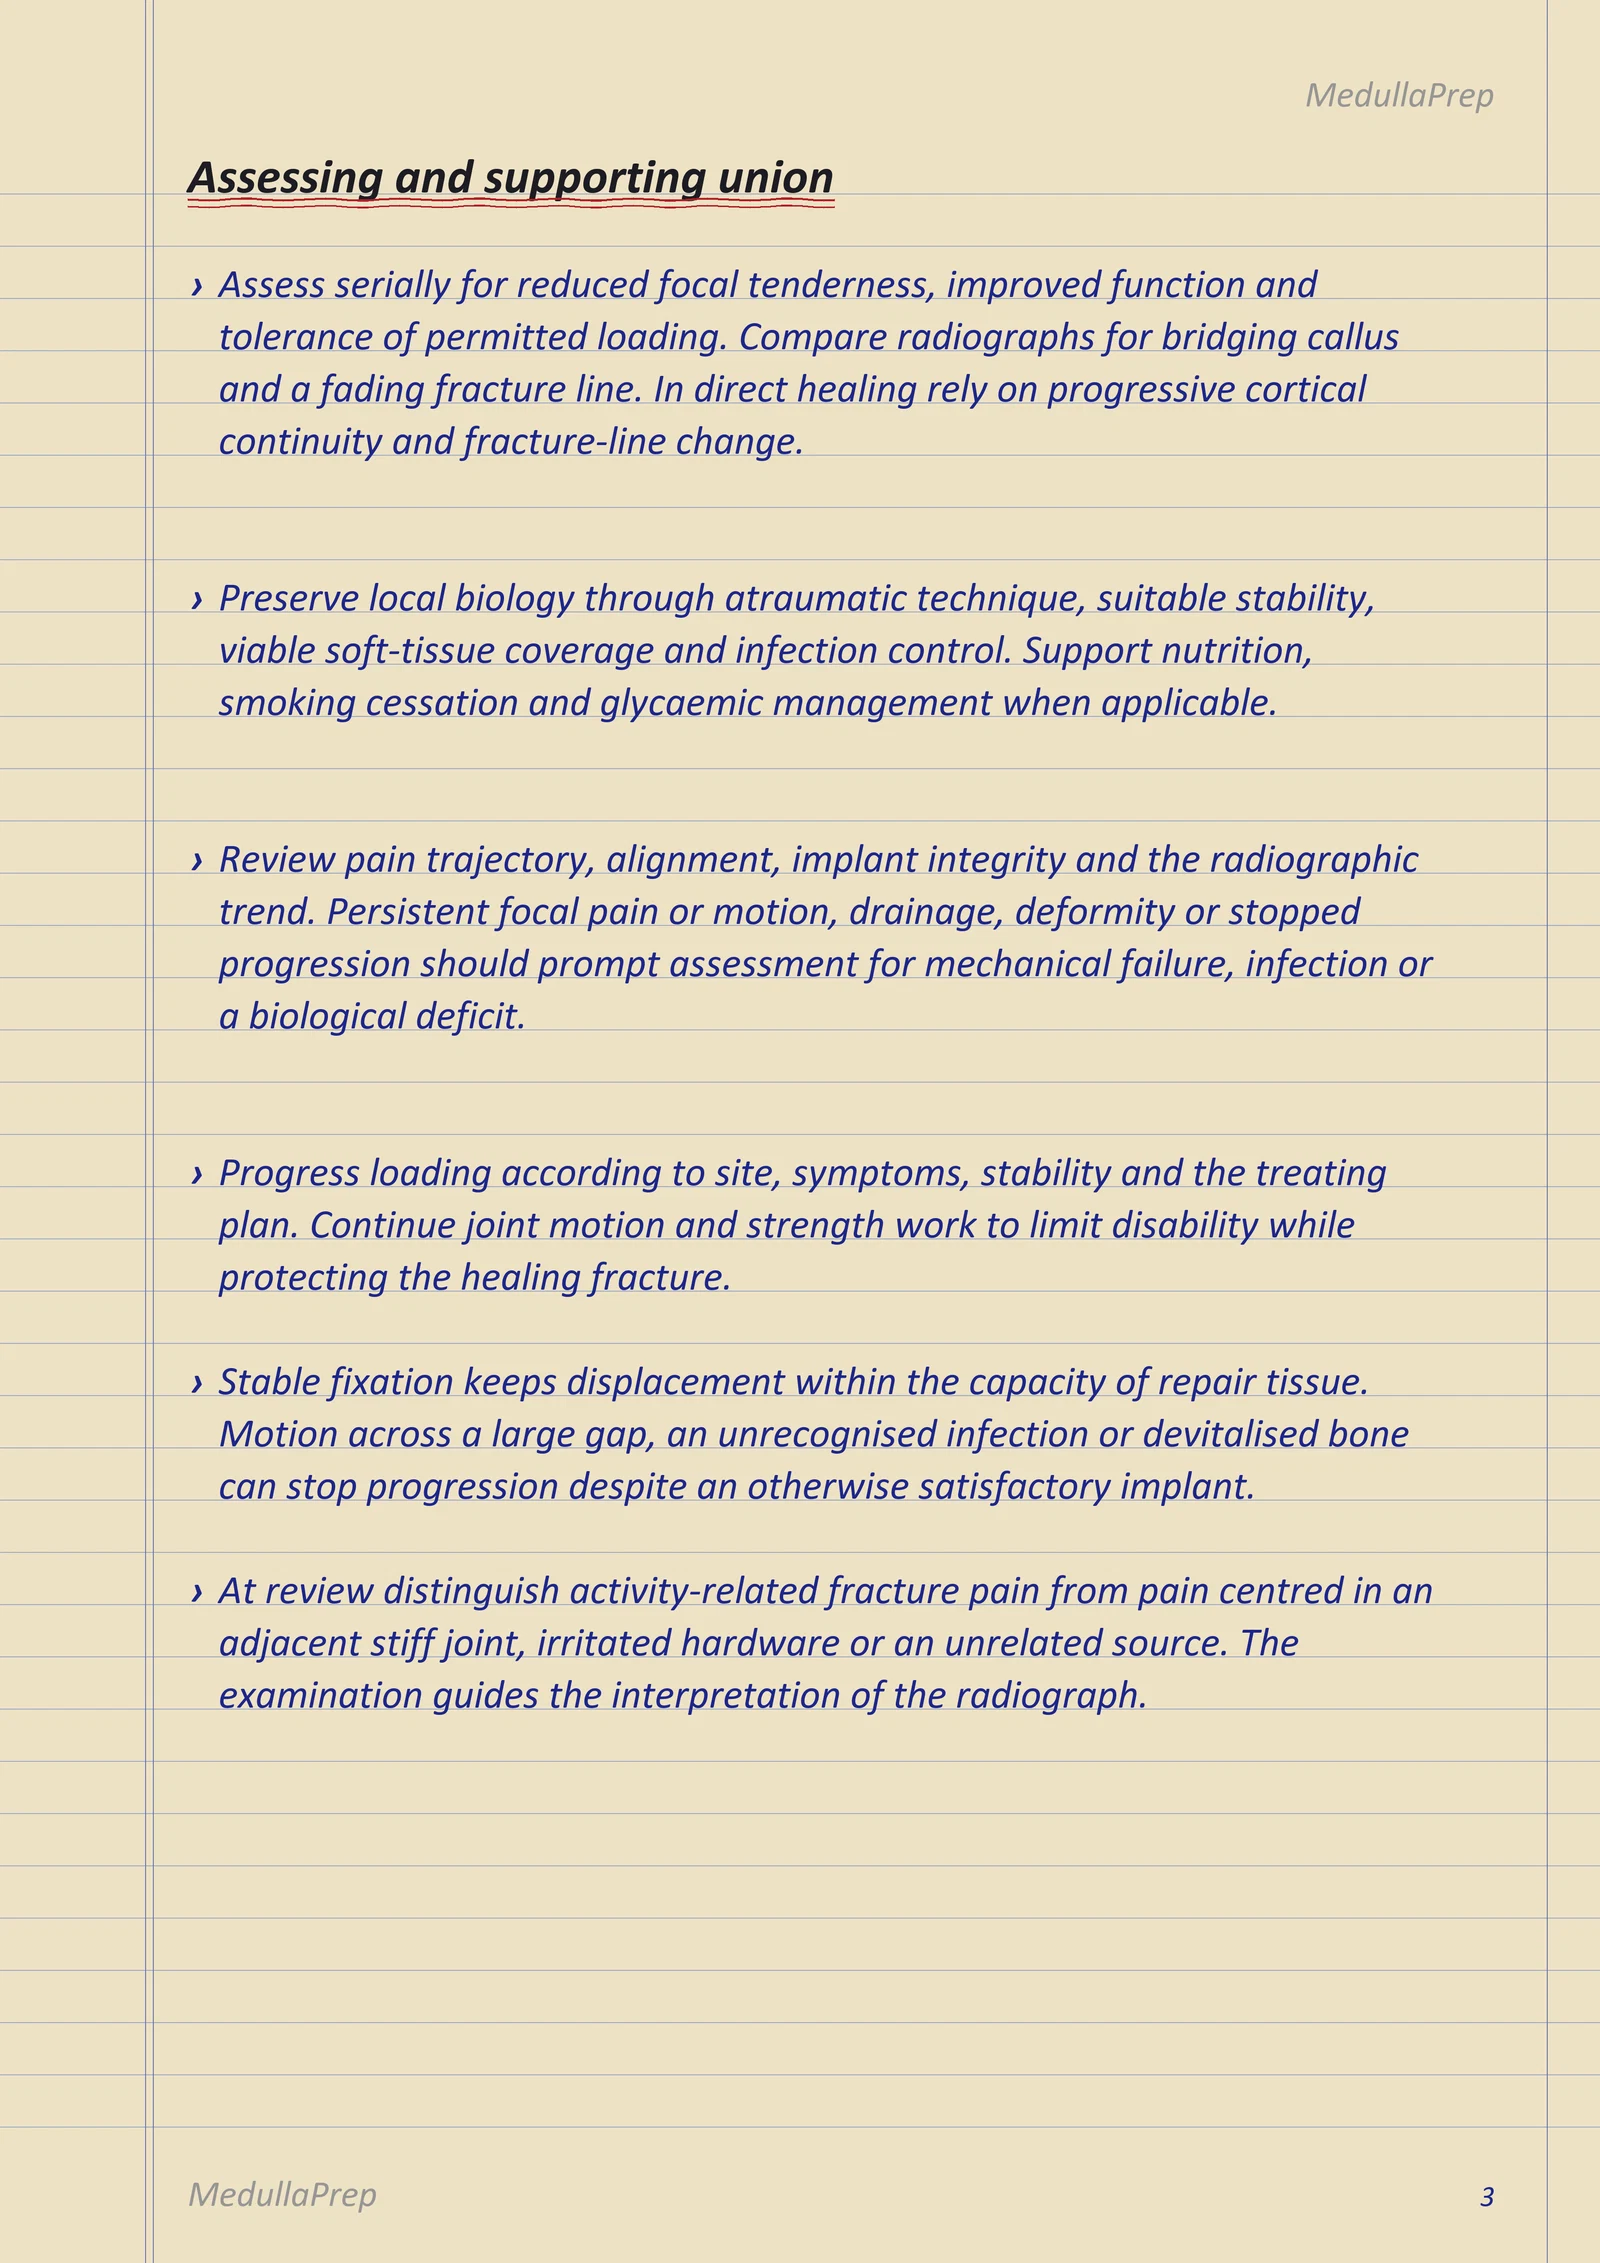 MedullaPrep
Assessing and supporting union
› Assess serially for reduced focal tenderness, improved function and
tolerance of permitted loading. Compare radiographs for bridging callus
and a fading fracture line. In direct healing rely on progressive cortical
continuity and fracture-line change.
› Preserve local biology through atraumatic technique, suitable stability,
viable soft-tissue coverage and infection control. Support nutrition,
smoking cessation and glycaemic management when applicable.
› Review pain trajectory, alignment, implant integrity and the radiographic
trend. Persistent focal pain or motion, drainage, deformity or stopped
progression should prompt assessment for mechanical failure, infection or
a biological deficit.
› Progress loading according to site, symptoms, stability and the treating
plan. Continue joint motion and strength work to limit disability while
protecting the healing fracture.
› Stable fixation keeps displacement within the capacity of repair tissue.
Motion across a large gap, an unrecognised infection or devitalised bone
can stop progression despite an otherwise satisfactory implant.
› At review distinguish activity-related fracture pain from pain centred in an
adjacent stiff joint, irritated hardware or an unrelated source. The
examination guides the interpretation of the radiograph.
MedullaPrep
3